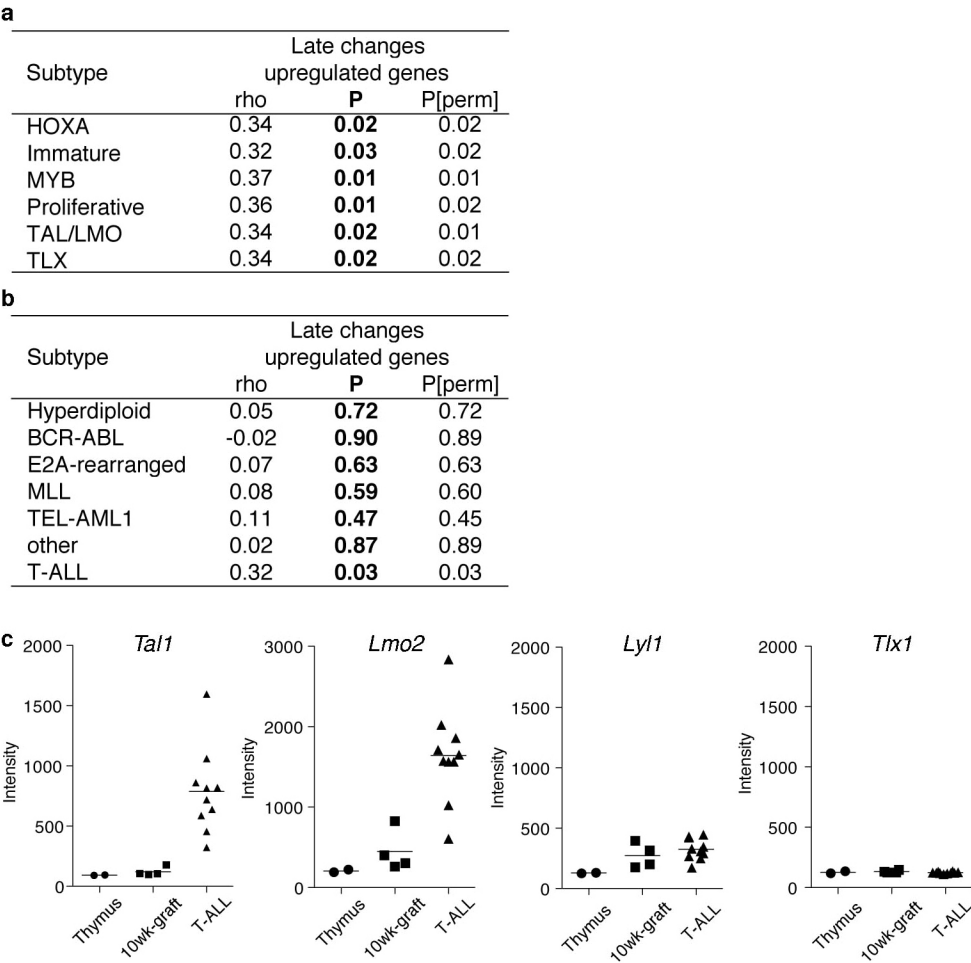 a
Late changes
Subtype upregulated genes
rho P P[perm]
HOXA 0.34 0.02 0.02
Immature 0.32 0.03 0.02
MYB 0.37 0.01 0.01
Proliferative 0.36 0.01 0.02
TAL/LMO 0.34 0.02 0.01
TLX 0.34 0.02 0.02
b
Late changes
Subtype upregulated genes
rho P P[perm]
Hyperdiploid 0.05 0.72 0.72
BCR-ABL -0.02 0.90 0.89
E2A-rearranged 0.07 0.63 0.63
MLL 0.08 0.59 0.60
TEL-AML1 0.11 0.47 0.45
other 0.02 0.87 0.89
T-ALL 0.32 0.03 0.03
c
Tal1
2000
1500
1000
500
0
Intensity
Thymus
10wk-graft
T-ALL
Lmo2
3000
2000
1000
0
Intensity
Thymus
10wk-graft
T-ALL
Lyl1
2000
1500
1000
500
0
Intensity
Thymus
10wk-graft
T-ALL
Tlx1
2000
1500
1000
500
0
Intensity
Thymus
10wk-graft
T-ALL